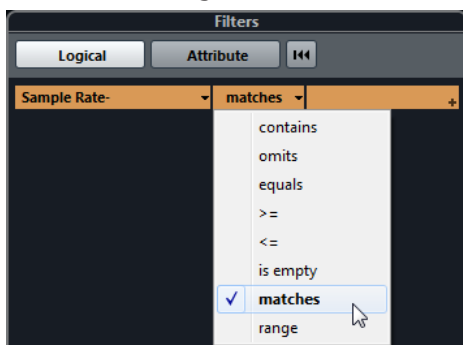 Filters
Logical Attribute
Sample Rate- matches +
contains
omits
equals
>=
<=
is empty
✓ matches
range